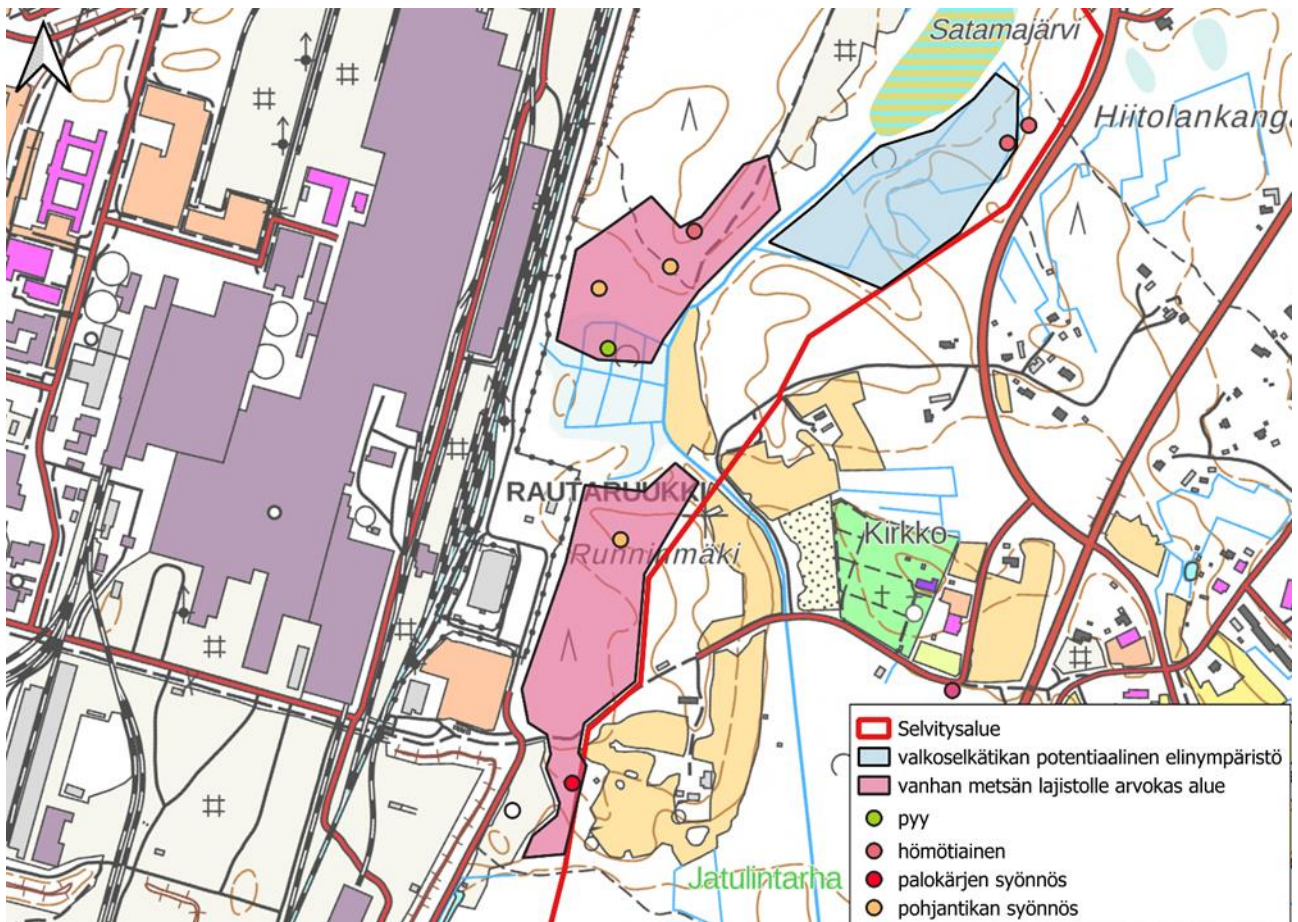 Satamajärvi
Hiitolankanga
RAUTARUUKKI
Runninmäki
Kirkko
Jatulintarha
Selvitysalue
valkoselkätikan potentiaalinen elinympäristö
vanhan metsän lajistolle arvokas alue
pyy
hömötiainen
palokärjen syönnös
pohjantikan syönnös